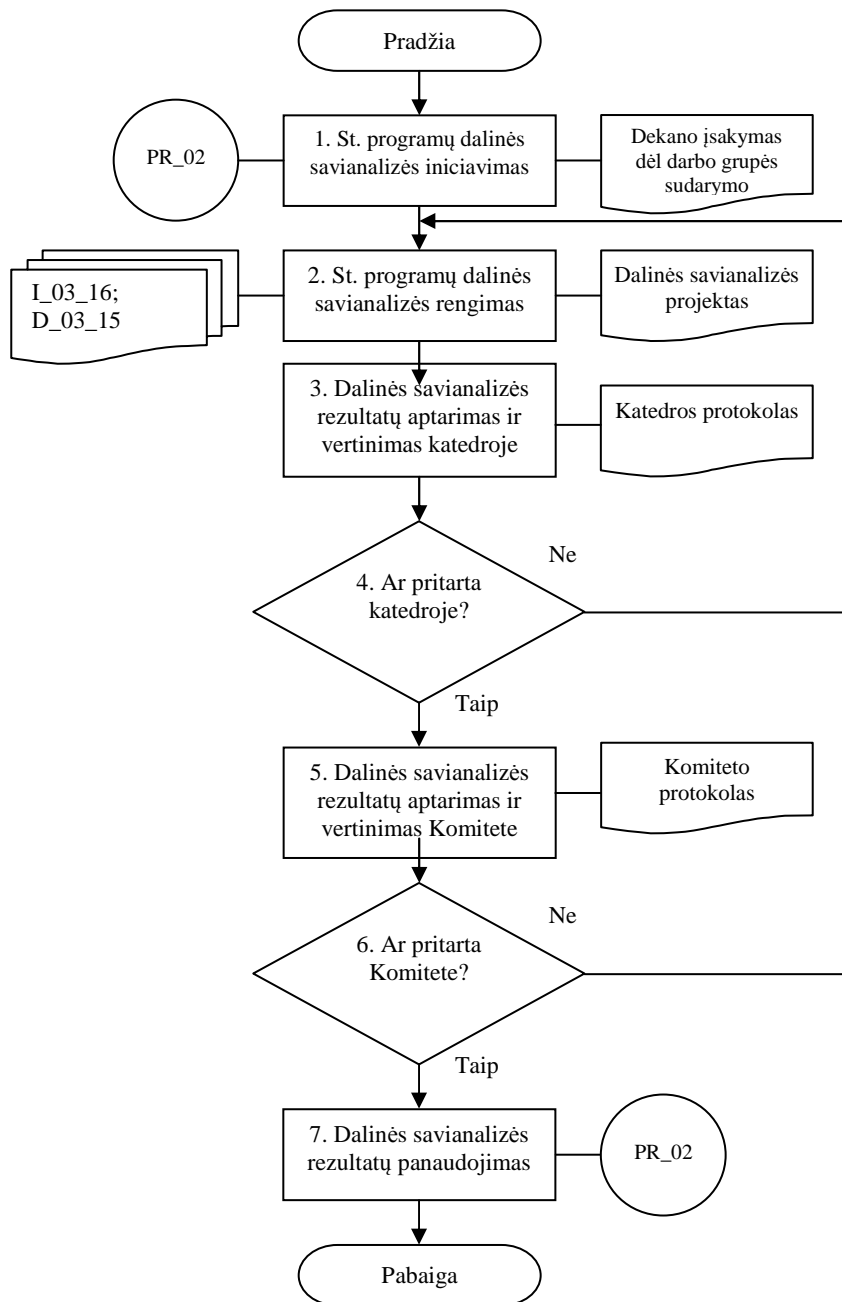 Pradžia
PR_02
1. St. programų dalinės
savianalizės iniciavimas
Dekano įsakymas
dėl darbo grupės
sudarymo
I_03_16;
D_03_15
2. St. programų dalinės
savianalizės rengimas
Dalinės savianalizės
projektas
3. Dalinės savianalizės
rezultatų aptarimas ir
vertinimas katedroje
Katedros protokolas
Ne
4. Ar pritarta
katedroje?
Taip
5. Dalinės savianalizės
rezultatų aptarimas ir
vertinimas Komitete
Komiteto
protokolas
Ne
6. Ar pritarta
Komitete?
Taip
7. Dalinės savianalizės
rezultatų panaudojimas
PR_02
Pabaiga